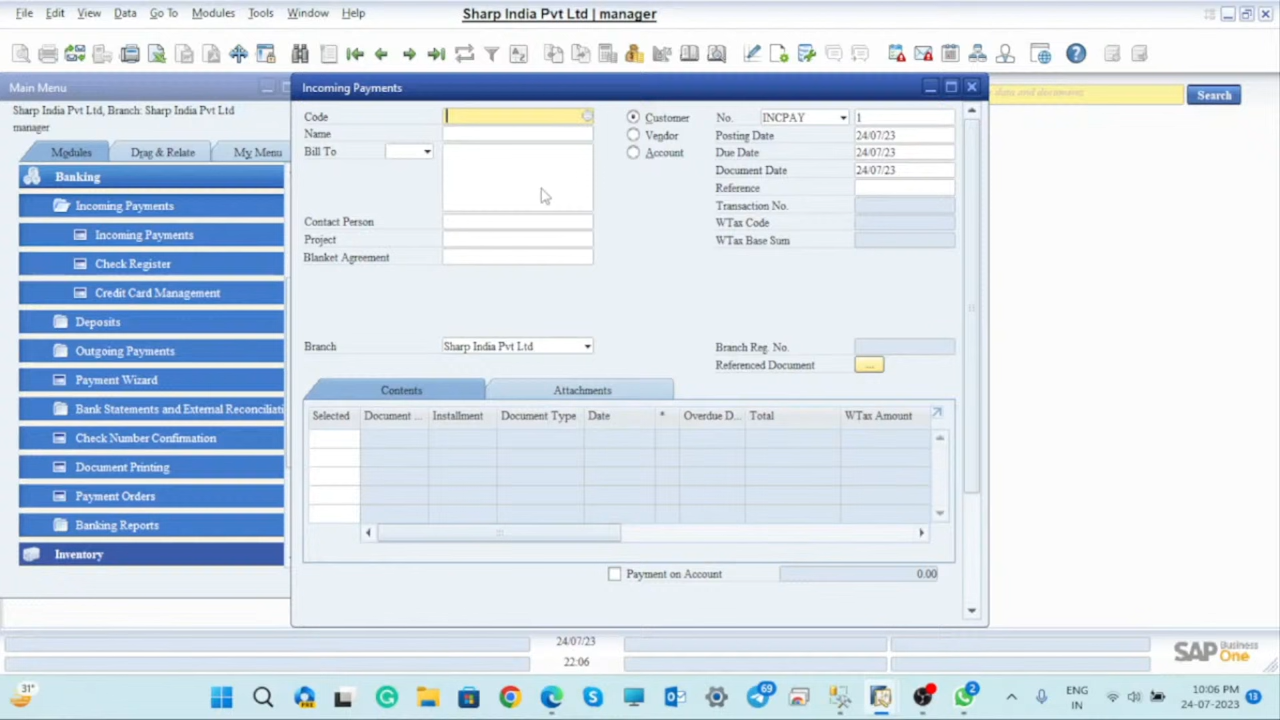 File Edit View Data Go To Modules Tools Window Help
Sharp India Pvt Ltd | manager
Main Menu
Sharp India Pvt Ltd, Branch: Sharp India Pvt Ltd
manager
Modules Drag & Relate My Menu
Banking
Incoming Payments
Incoming Payments
Check Register
Credit Card Management
Deposits
Outgoing Payments
Payment Wizard
Bank Statements and External Reconciliati
Check Number Confirmation
Document Printing
Payment Orders
Banking Reports
Inventory
Incoming Payments
Code
Name
Bill To
Contact Person
Project
Blanket Agreement
Branch Sharp India Pvt Ltd
Customer
Vendor
Account
No. INCPAY 1
Posting Date 24/07/23
Due Date 24/07/23
Document Date 24/07/23
Reference
Transaction No.
WTax Code
WTax Base Sum
Branch Reg. No.
Referenced Document ...
Contents Attachments
Selected Document ... Installment Document Type Date * Overdue D... Total WTax Amount
Payment on Account 0.00
data and documents Search
24/07/23
22:06
SAP Business One
31°
69
2
ENG
IN
10:06 PM
24-07-2023
13